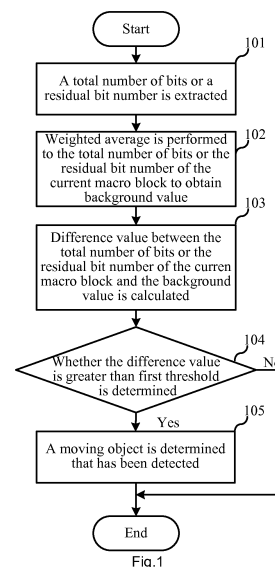 Start
101
A total number of bits or a
residual bit number is extracted
102
Weighted average is performed
to the total number of bits or the
residual bit number of the
current macro block to obtain
background value
103
Difference value between the
total number of bits or the
residual bit number of the curren
macro block and the background
value is calculated
104
Whether the difference value
is greater than first threshold
is determined
Yes
105
A moving object is determined
that has been detected
End
Fig.1